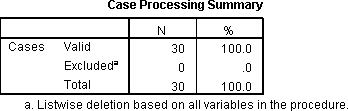 Case Processing Summary
N %
Cases Valid 30 100.0
Excludedᵃ 0 .0
Total 30 100.0
a. Listwise deletion based on all variables in the procedure.